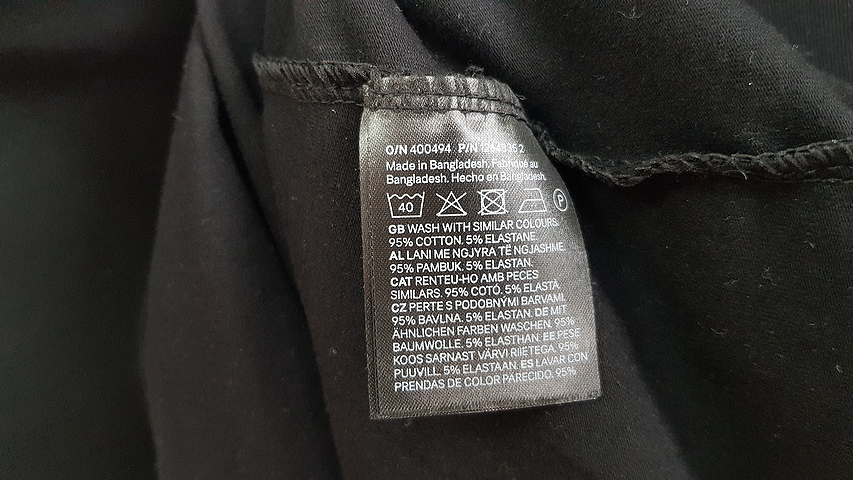 O/N 400494 P/N
Made in Bangladesh. Fabriqué au
Bangladesh. Hecho en Bangladesh.
40 P
GB WASH WITH SIMILAR COLOURS.
95% COTTON. 5% ELASTANE.
AL LANI ME NGJYRA TË NGJASHME.
95% PAMBUK. 5% ELASTAN.
CAT RENTEU-HO AMB PECES
SIMILARS. 95% COTÓ. 5% ELASTÀ
CZ PERTE S PODOBNÝMI BARVAMI.
95% BAVLNA. 5% ELASTAN. DE MIT
ÄHNLICHEN FARBEN WASCHEN. 95%
BAUMWOLLE. 5% ELASTHAN. EE PESE
KOOS SARNAST VÄRVI RIIETEGA. 95%
PUUVILL. 5% ELASTAAN. ES LAVAR CON
PRENDAS DE COLOR PARECIDO. 95%